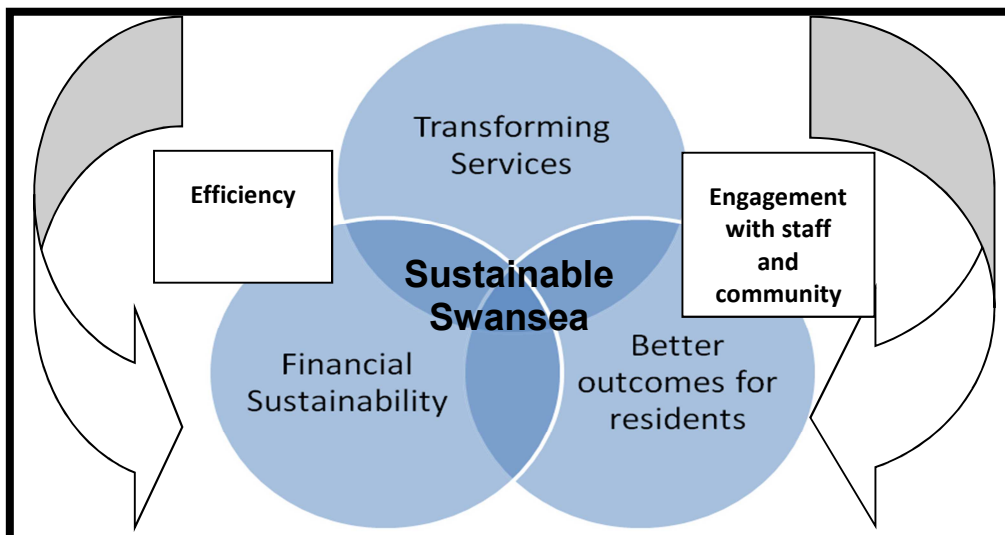 Transforming
Services
Efficiency
Engagement
with staff
and
community
Sustainable
Swansea
Financial
Sustainability
Better
outcomes for
residents